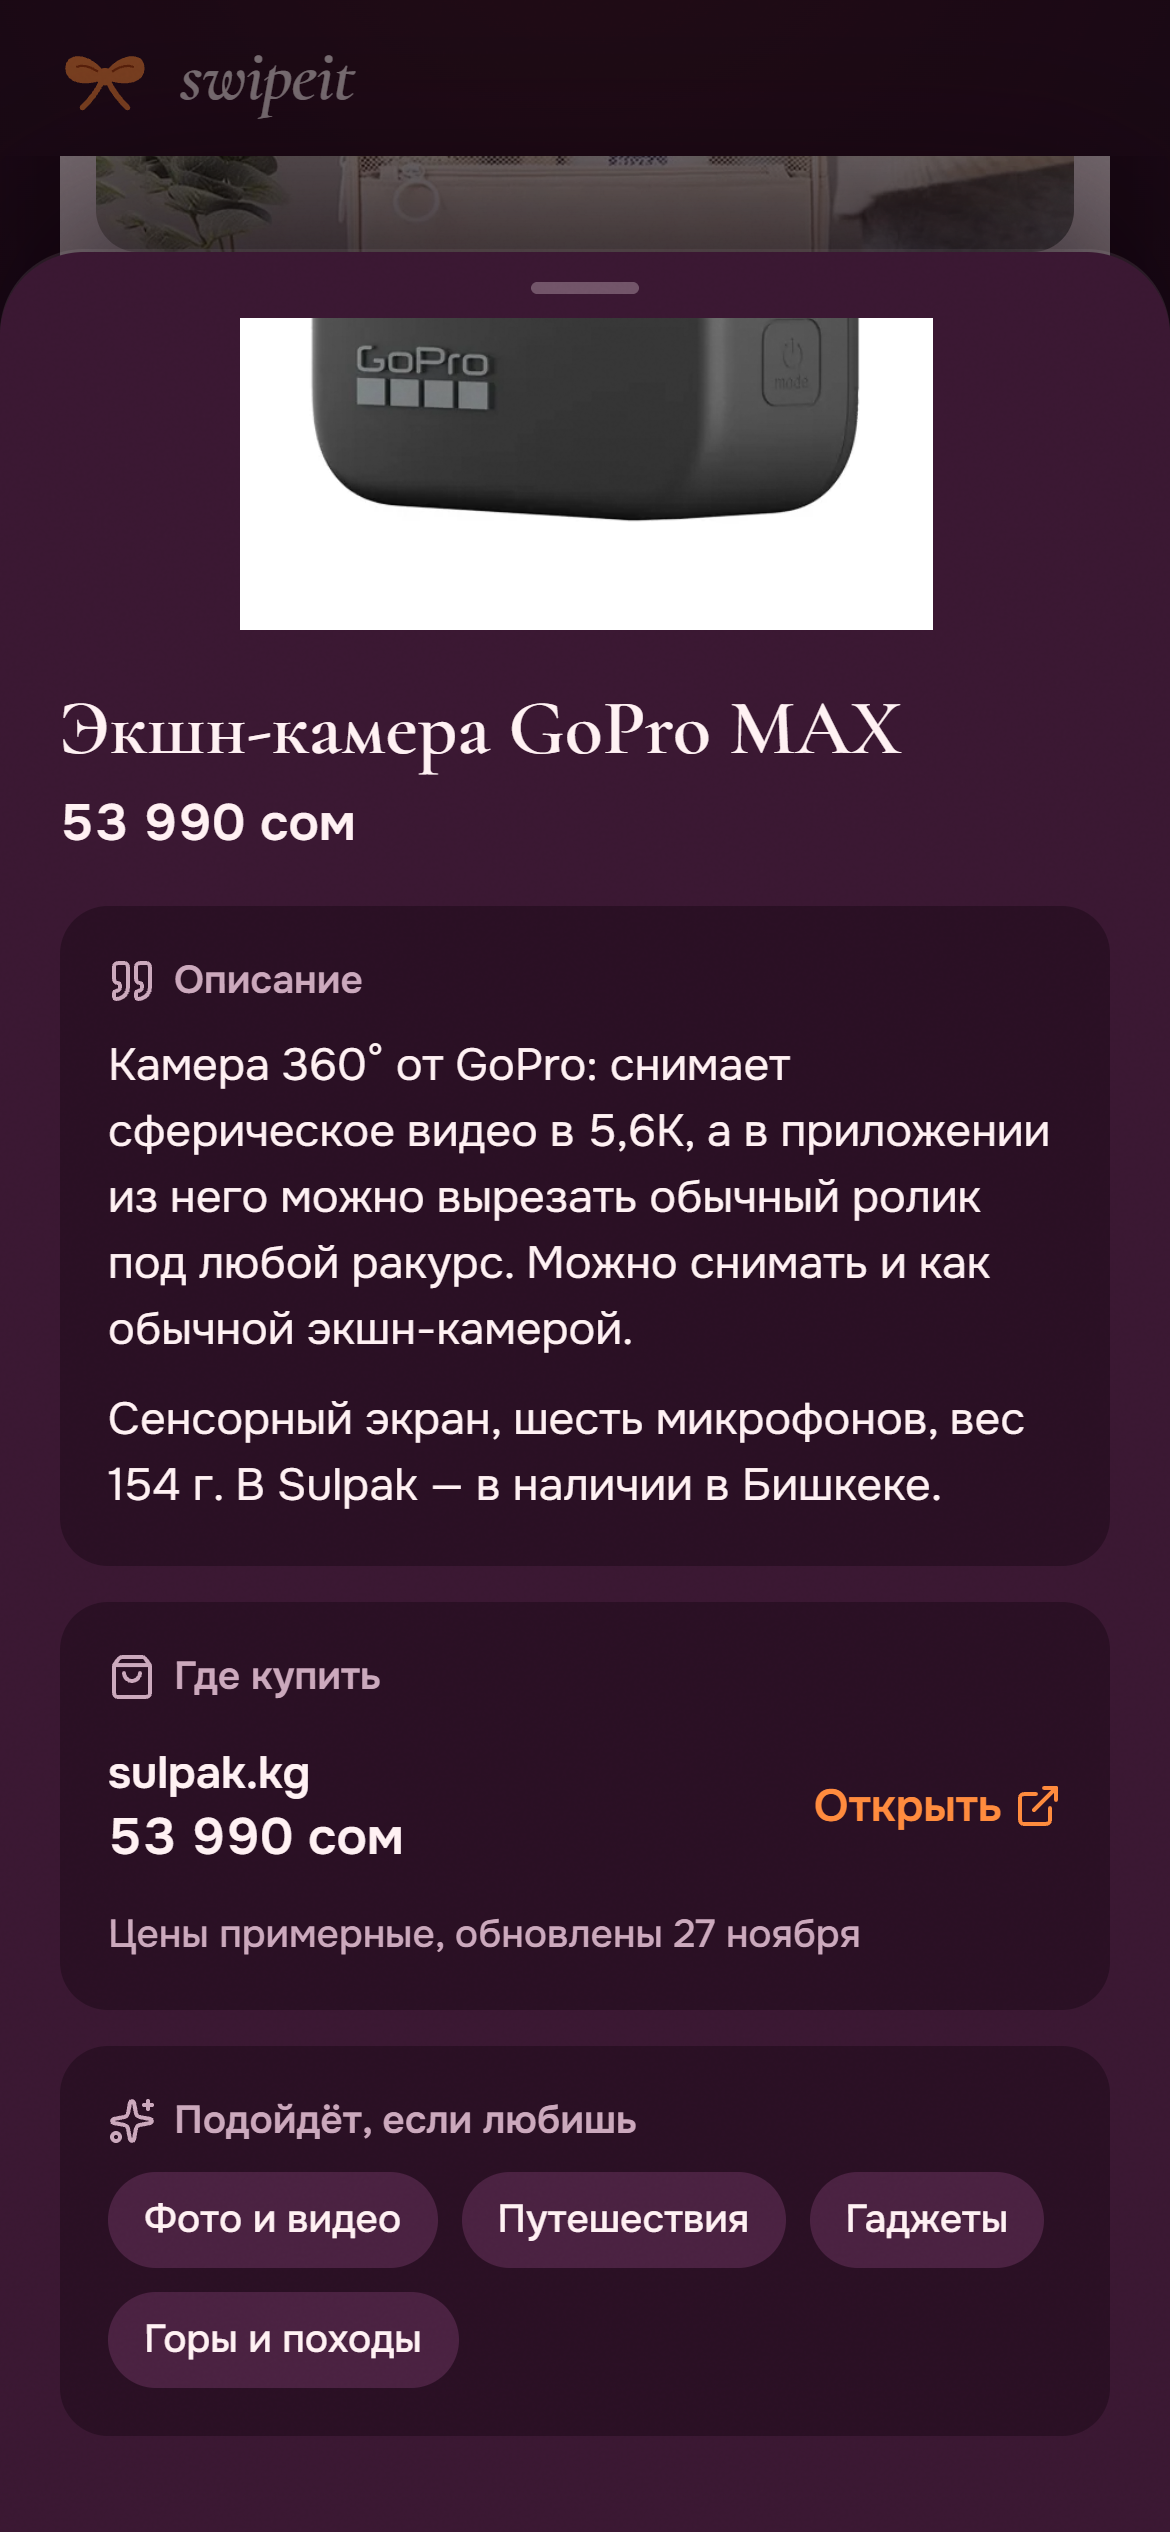 swipeit
GoPro
mode
Экшн-камера GoPro MAX
53 990 сом
Описание
Камера 360° от GoPro: снимает
сферическое видео в 5,6K, а в приложении
из него можно вырезать обычный ролик
под любой ракурс. Можно снимать и как
обычной экшн-камерой.
Сенсорный экран, шесть микрофонов, вес
154 г. В Sulpak — в наличии в Бишкеке.
Где купить
sulpak.kg
53 990 сом
Открыть
Цены примерные, обновлены 27 ноября
Подойдёт, если любишь
Фото и видео
Путешествия
Гаджеты
Горы и походы